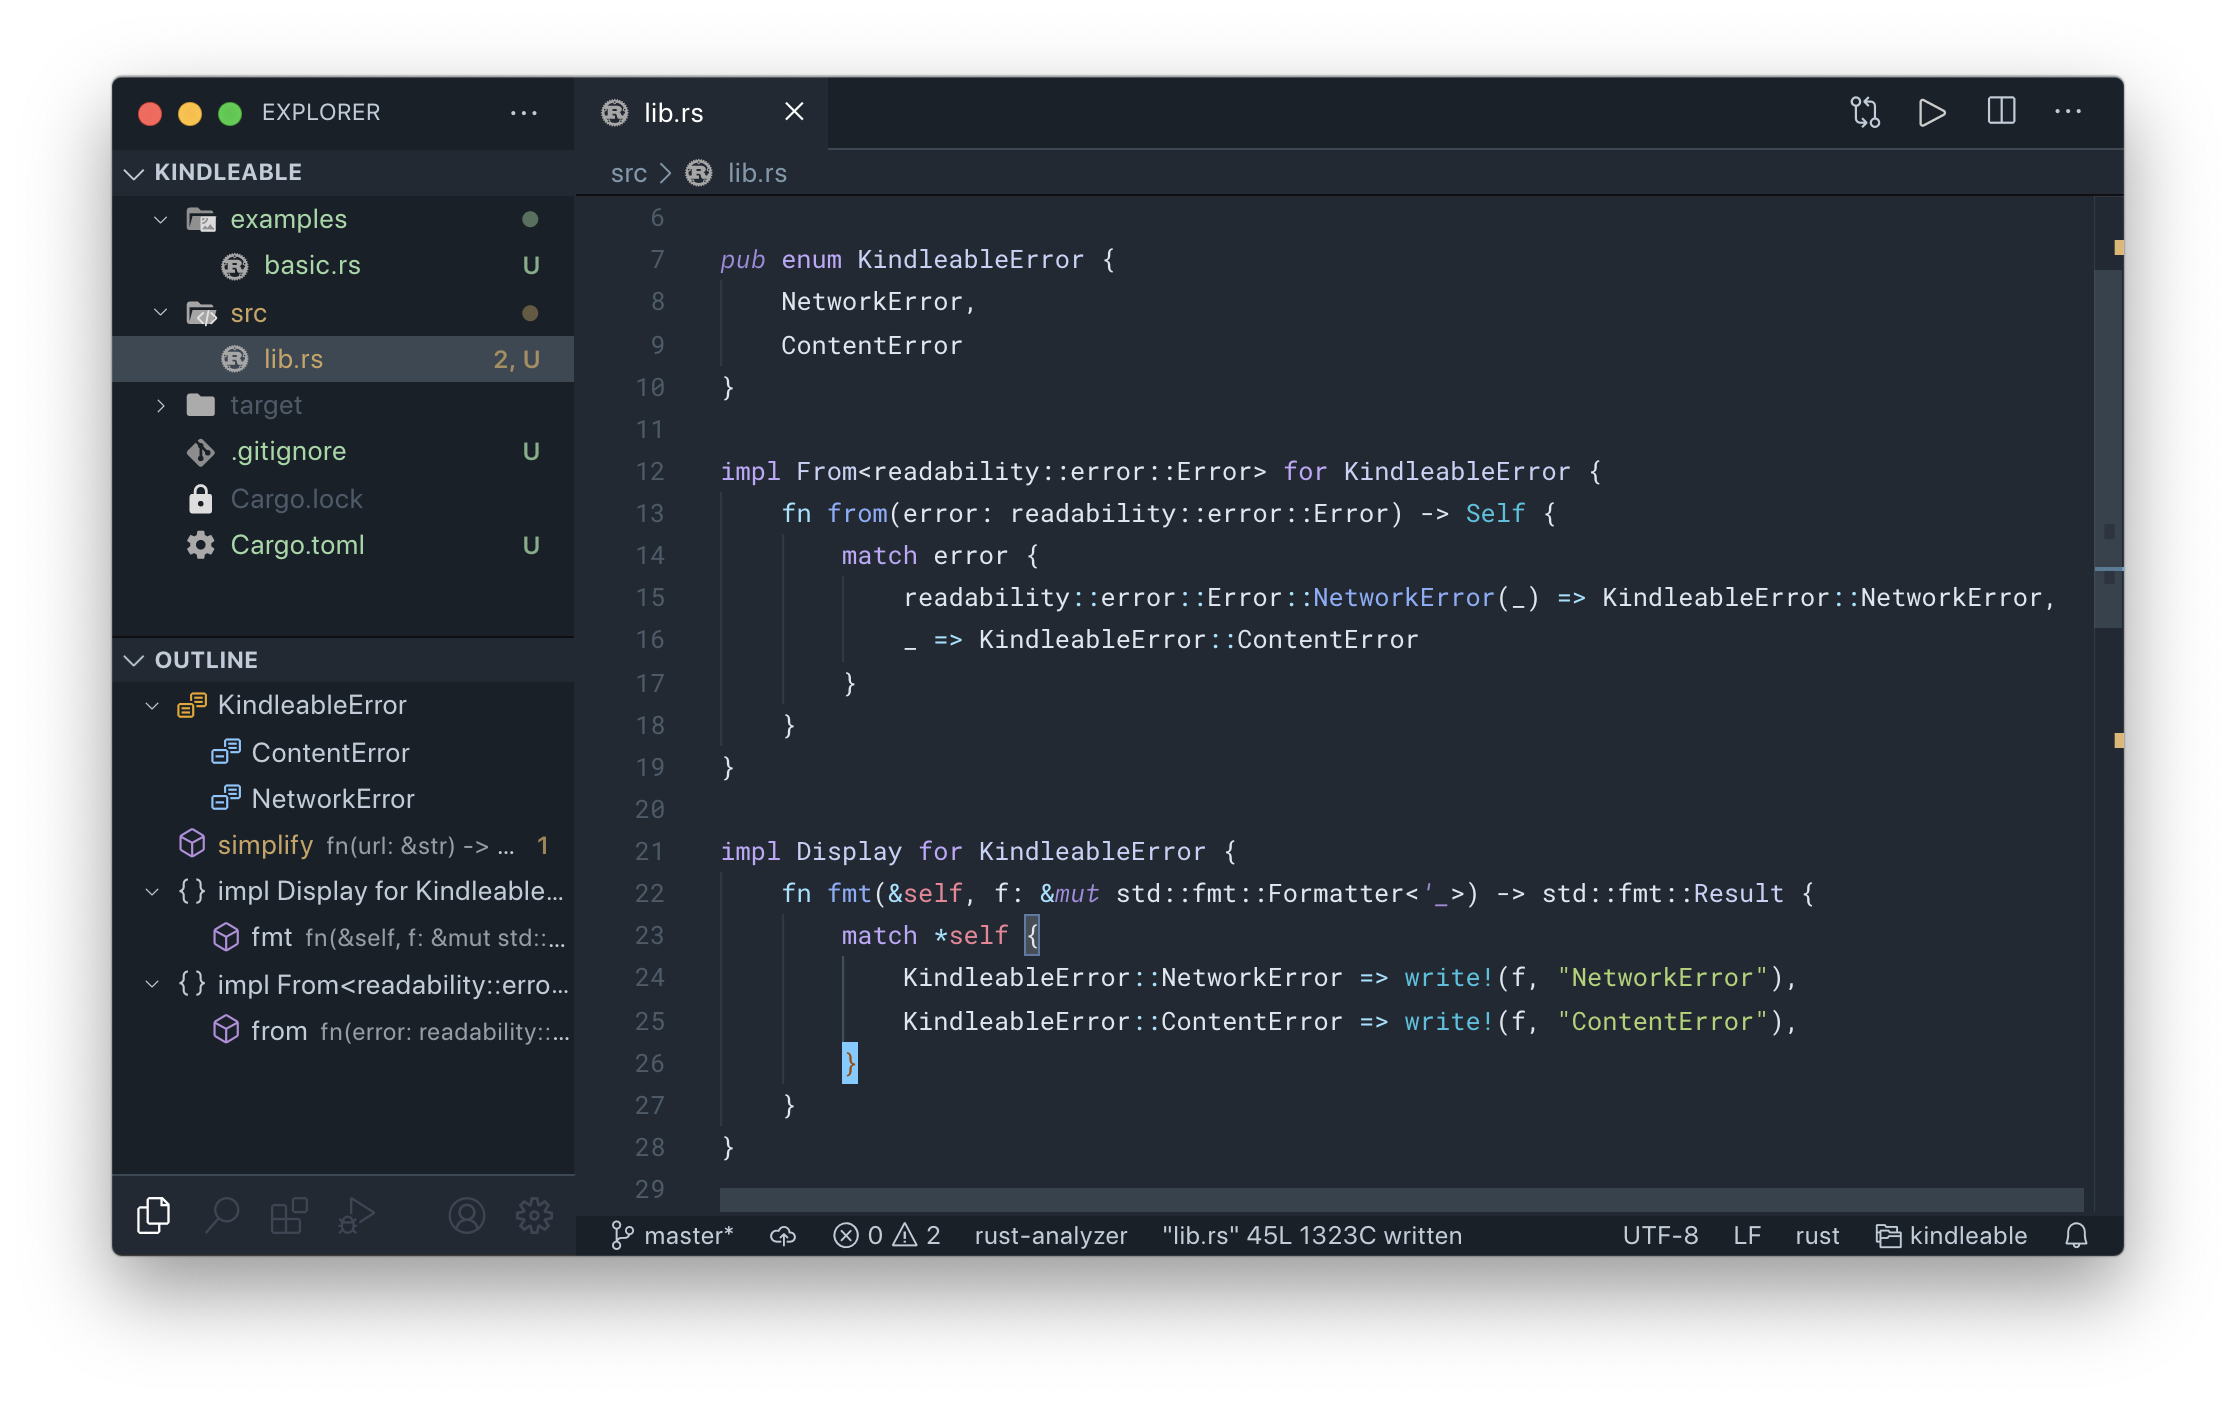 EXPLORER ···
KINDLEABLE
examples
basic.rs U
src
lib.rs 2, U
target
.gitignore U
Cargo.lock
Cargo.toml U
OUTLINE
KindleableError
ContentError
NetworkError
simplify fn(url: &str) -> ... 1
{} impl Display for Kindleable...
fmt fn(&self, f: &mut std::...
{} impl From<readability::erro...
from fn(error: readability::...
lib.rs
src > lib.rs
6
7 pub enum KindleableError {
8 NetworkError,
9 ContentError
10 }
11
12 impl From<readability::error::Error> for KindleableError {
13 fn from(error: readability::error::Error) -> Self {
14 match error {
15 readability::error::Error::NetworkError(_) => KindleableError::NetworkError,
16 _ => KindleableError::ContentError
17 }
18 }
19 }
20
21 impl Display for KindleableError {
22 fn fmt(&self, f: &mut std::fmt::Formatter<'_>) -> std::fmt::Result {
23 match *self {
24 KindleableError::NetworkError => write!(f, "NetworkError"),
25 KindleableError::ContentError => write!(f, "ContentError"),
26 }
27 }
28 }
29
master* 0 2 rust-analyzer "lib.rs" 45L 1323C written UTF-8 LF rust kindleable